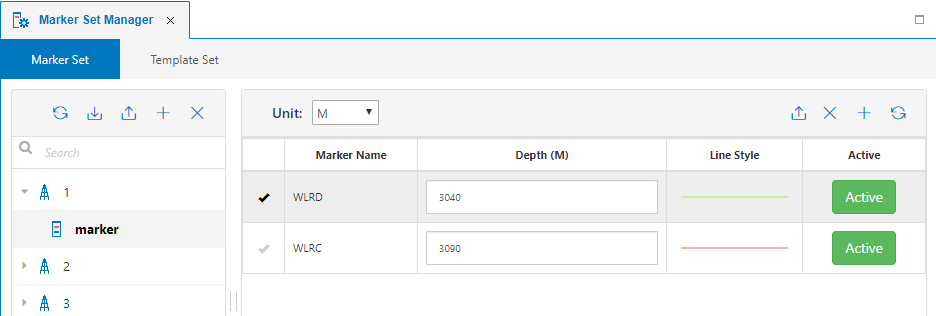 Marker Set Manager
Marker Set Template Set
Search
1
marker
2
3
Unit: M
Marker Name Depth (M) Line Style Active
WLRD 3040 Active
WLRC 3090 Active